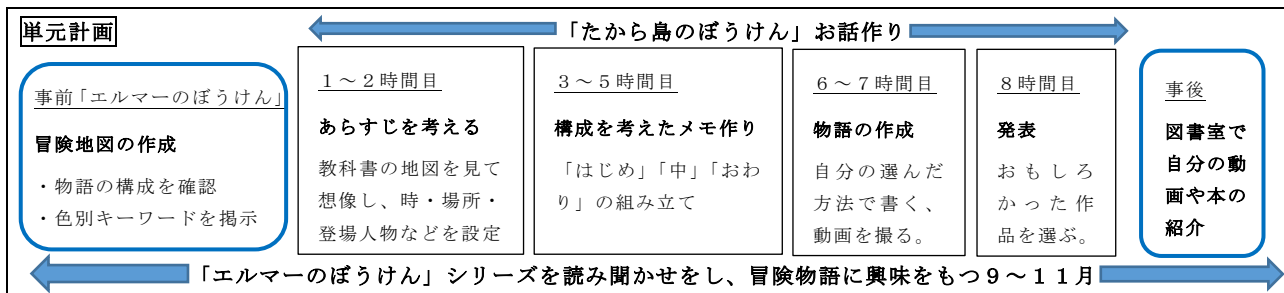 単元計画
「たから島のぼうけん」お話作り
事前「エルマーのぼうけん」
冒険地図の作成
・物語の構成を確認
・色別キーワードを掲示
１～２時間目
あらすじを考える
教科書の地図を見て
想像し、時・場所・
登場人物などを設定
３～５時間目
構成を考えたメモ作り
「はじめ」「中」「おわ
り」の組み立て
６～７時間目
物語の作成
自分の選んだ
方法で書く、
動画を撮る。
８時間目
発表
おもしろ
かった作
品を選ぶ。
事後
図書室で
自分の動
画や本の
紹介
「エルマーのぼうけん」シリーズを読み聞かせをし、冒険物語に興味をもつ９～１１月